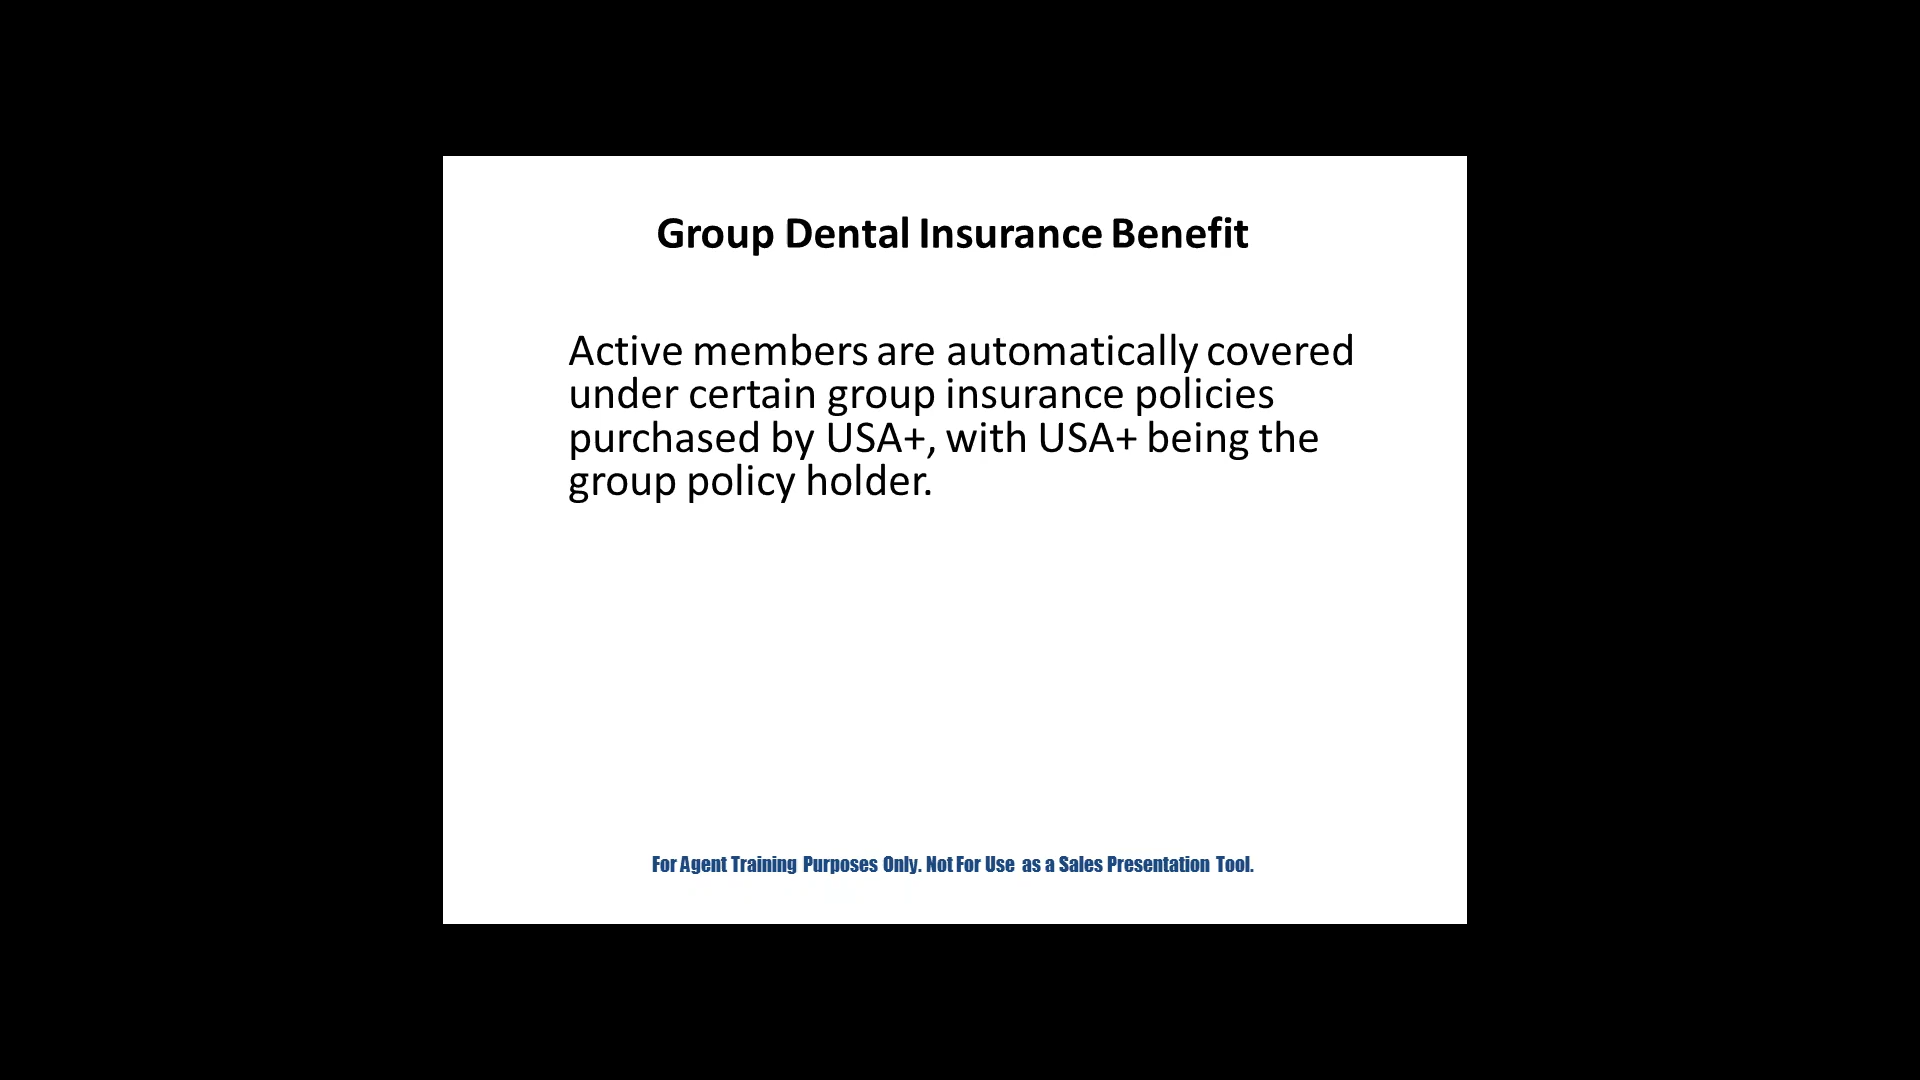 Group Dental Insurance Benefit
Active members are automatically covered
under certain group insurance policies
purchased by USA+, with USA+ being the
group policy holder.
For Agent Training Purposes Only. Not For Use as a Sales Presentation Tool.